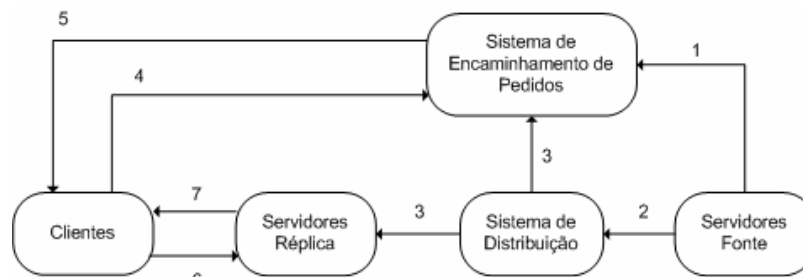 5
Sistema de
Encaminhamento de
Pedidos
1
4
3
7
Clientes
Servidores
Réplica
3
Sistema de
Distribuição
2
Servidores
Fonte